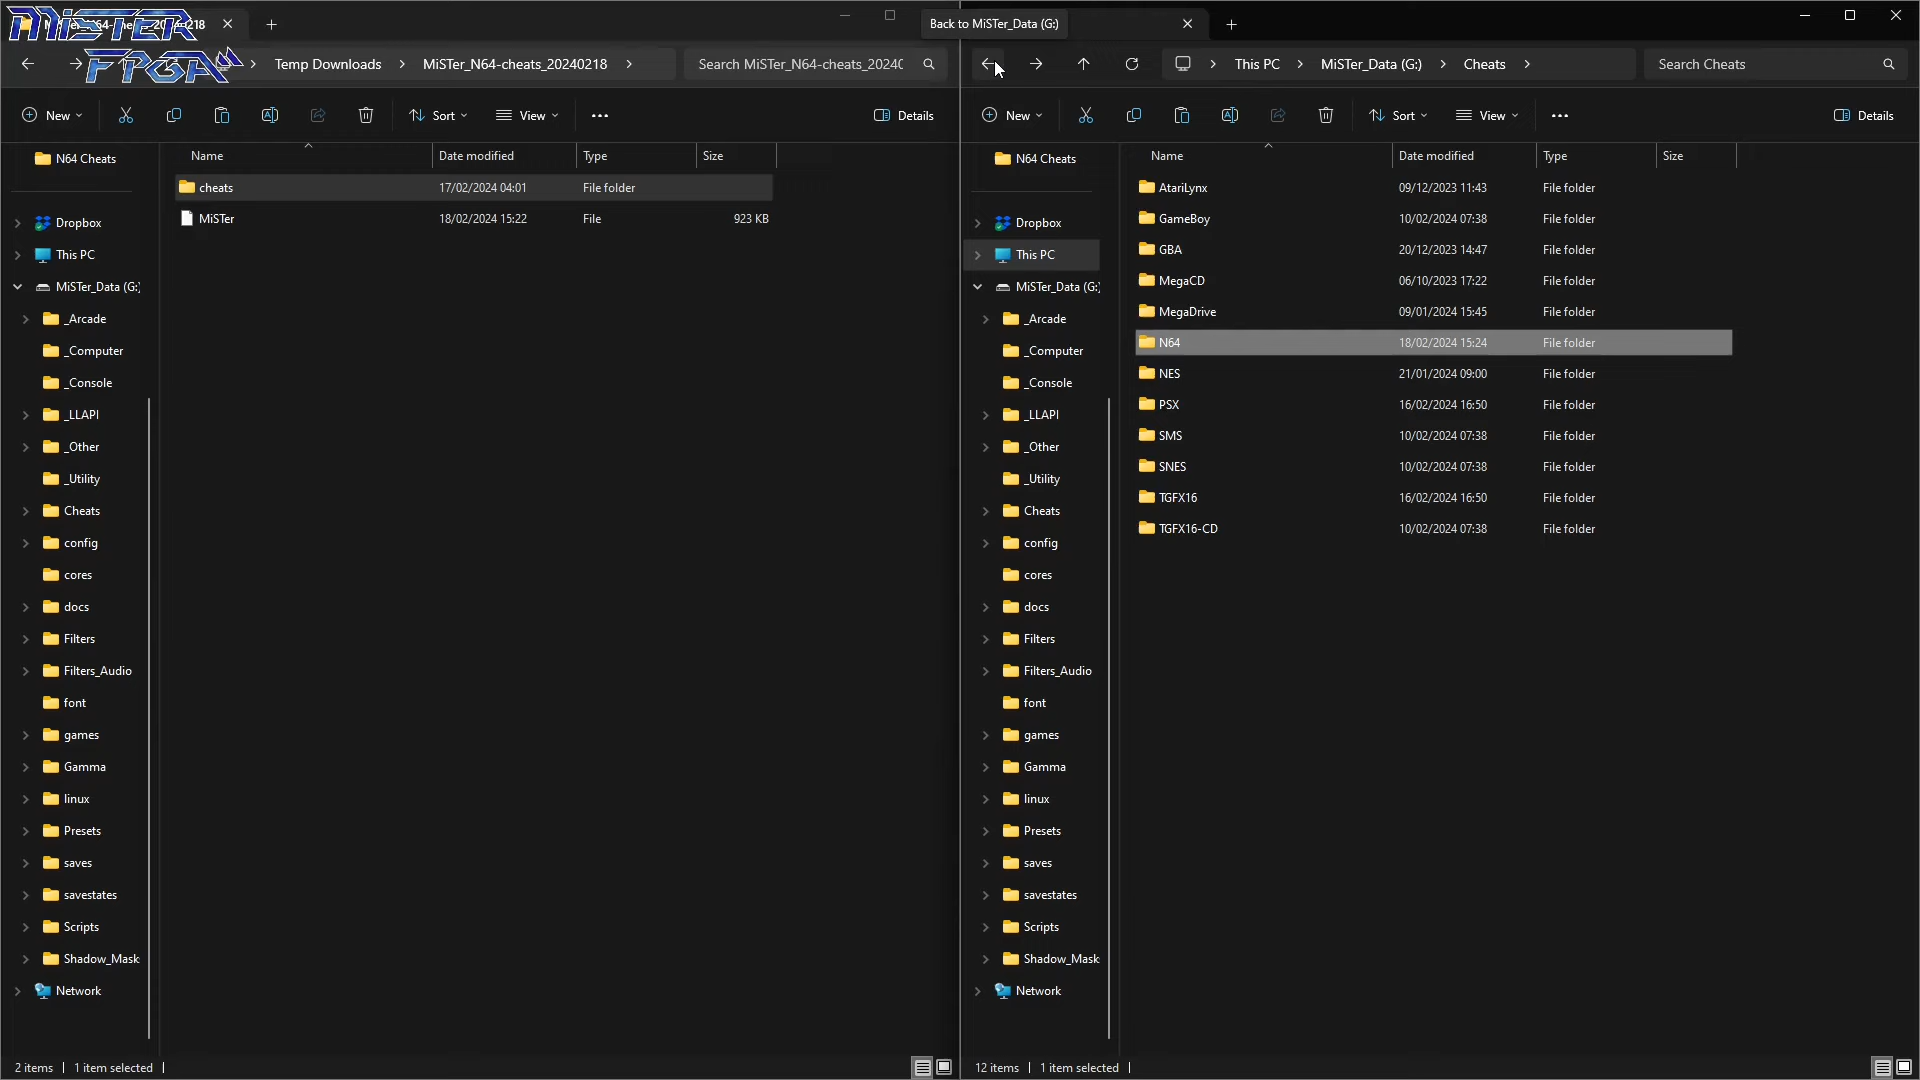 MiSTER
FPGA
218
Back to MiSTer_Data (G:)
Temp Downloads
MiSTer_N64-cheats_20240218
Search MiSTer_N64-cheats_2024(
This PC
MiSTer_Data (G:)
Cheats
Search Cheats
New
Sort
View
Details
New
Sort
View
Details
N64 Cheats
Dropbox
This PC
MiSTer_Data (G:)
_Arcade
_Computer
_Console
_LLAPI
_Other
_Utility
Cheats
config
cores
docs
Filters
Filters_Audio
font
games
Gamma
linux
Presets
saves
savestates
Scripts
Shadow_Mask
Network
Name Date modified Type Size
cheats 17/02/2024 04:01 File folder
MiSTer 18/02/2024 15:22 File 923 KB
N64 Cheats
Dropbox
This PC
MiSTer_Data (G:)
_Arcade
_Computer
_Console
_LLAPI
_Other
_Utility
Cheats
config
cores
docs
Filters
Filters_Audio
font
games
Gamma
linux
Presets
saves
savestates
Scripts
Shadow_Mask
Network
Name Date modified Type Size
AtariLynx 09/12/2023 11:43 File folder
GameBoy 10/02/2024 07:38 File folder
GBA 20/12/2023 14:47 File folder
MegaCD 06/10/2023 17:22 File folder
MegaDrive 09/01/2024 15:45 File folder
N64 18/02/2024 15:24 File folder
NES 21/01/2024 09:00 File folder
PSX 16/02/2024 16:50 File folder
SMS 10/02/2024 07:38 File folder
SNES 10/02/2024 07:38 File folder
TGFX16 16/02/2024 16:50 File folder
TGFX16-CD 10/02/2024 07:38 File folder
2 items 1 item selected
12 items 1 item selected